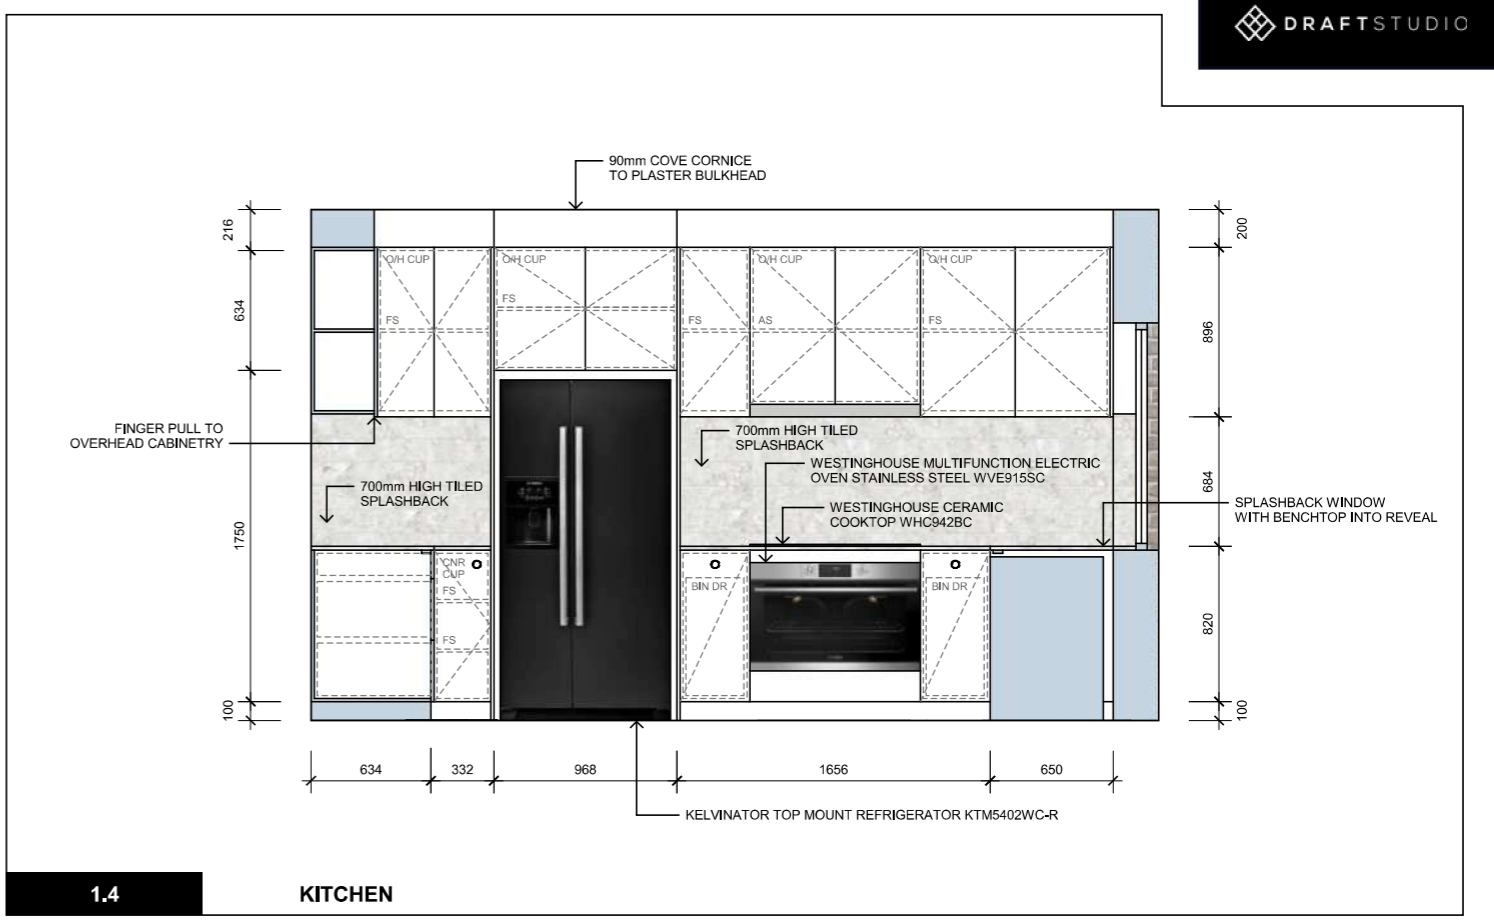 DRAFTSTUDIO
90mm COVE CORNICE
TO PLASTER BULKHEAD
216
200
O/H CUP
O/H CUP
O/H CUP
O/H CUP
FS
634
FS
FS
AS
FS
896
FINGER PULL TO
OVERHEAD CABINETRY
700mm HIGH TILED
SPLASHBACK
WESTINGHOUSE MULTIFUNCTION ELECTRIC
OVEN STAINLESS STEEL WVE915SC
700mm HIGH TILED
SPLASHBACK
684
WESTINGHOUSE CERAMIC
COOKTOP WHC942BC
SPLASHBACK WINDOW
WITH BENCHTOP INTO REVEAL
1750
CNR
CUP
FS
BIN DR
BIN DR
FS
820
100
100
634
332
968
1656
650
KELVINATOR TOP MOUNT REFRIGERATOR KTM5402WC-R
1.4
KITCHEN